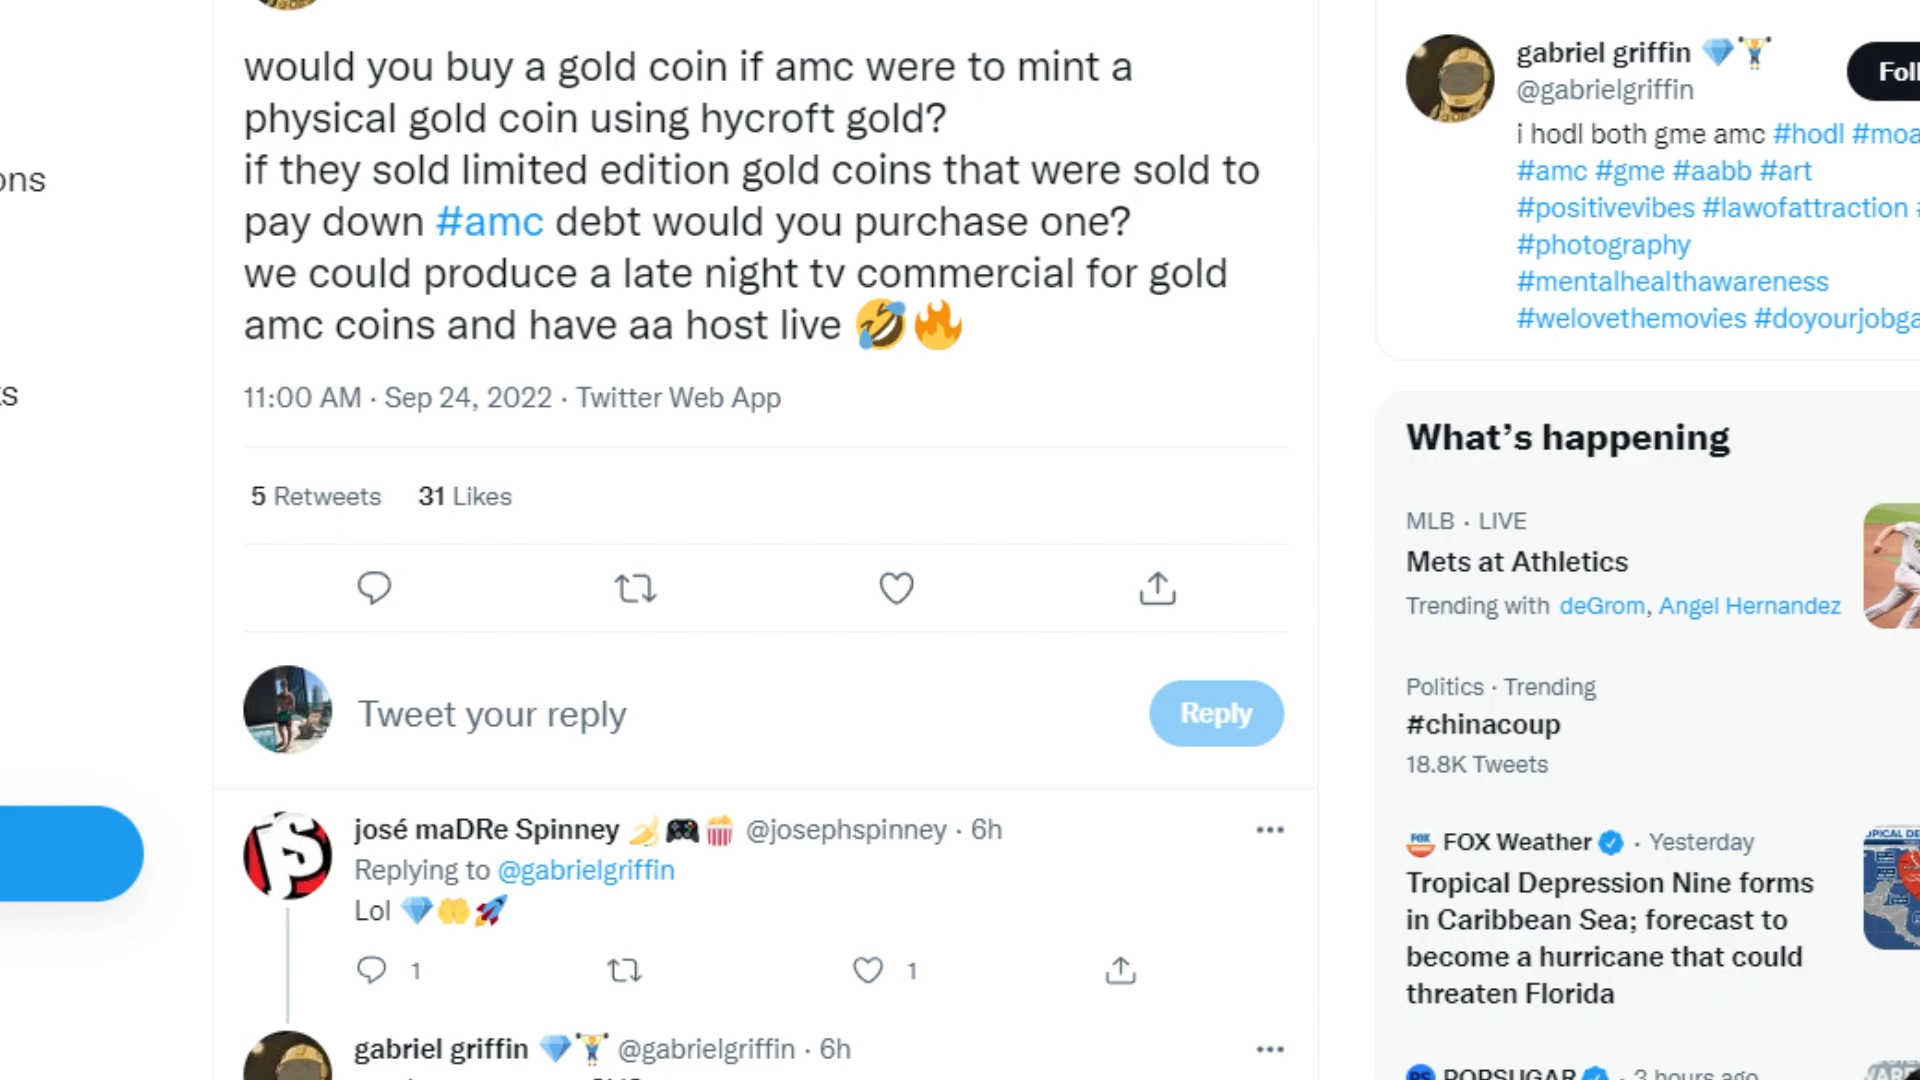 would you buy a gold coin if amc were to mint a
physical gold coin using hycroft gold?
if they sold limited edition gold coins that were sold to
pay down #amc debt would you purchase one?
we could produce a late night tv commercial for gold
amc coins and have aa host live 🤣🔥
11:00 AM · Sep 24, 2022 · Twitter Web App
5 Retweets 31 Likes
Tweet your reply
Reply
josé maDRe Spinney 🍌🎮🍿 @josephspinney · 6h
Replying to @gabrielgriffin
Lol 💎🤲🚀
1
1
gabriel griffin 💎🏋 @gabrielgriffin · 6h
gabriel griffin 💎🏋
@gabrielgriffin
i hodl both gme amc #hodl #moa
#amc #gme #aabb #art
#positivevibes #lawofattraction #
#photography
#mentalhealthawareness
#welovethemovies #doyourjobga
Foll
What's happening
MLB · LIVE
Mets at Athletics
Trending with deGrom, Angel Hernandez
Politics · Trending
#chinacoup
18.8K Tweets
FOX Weather · Yesterday
Tropical Depression Nine forms
in Caribbean Sea; forecast to
become a hurricane that could
threaten Florida
POPSUGAR · 3 hours ago
ons
ts